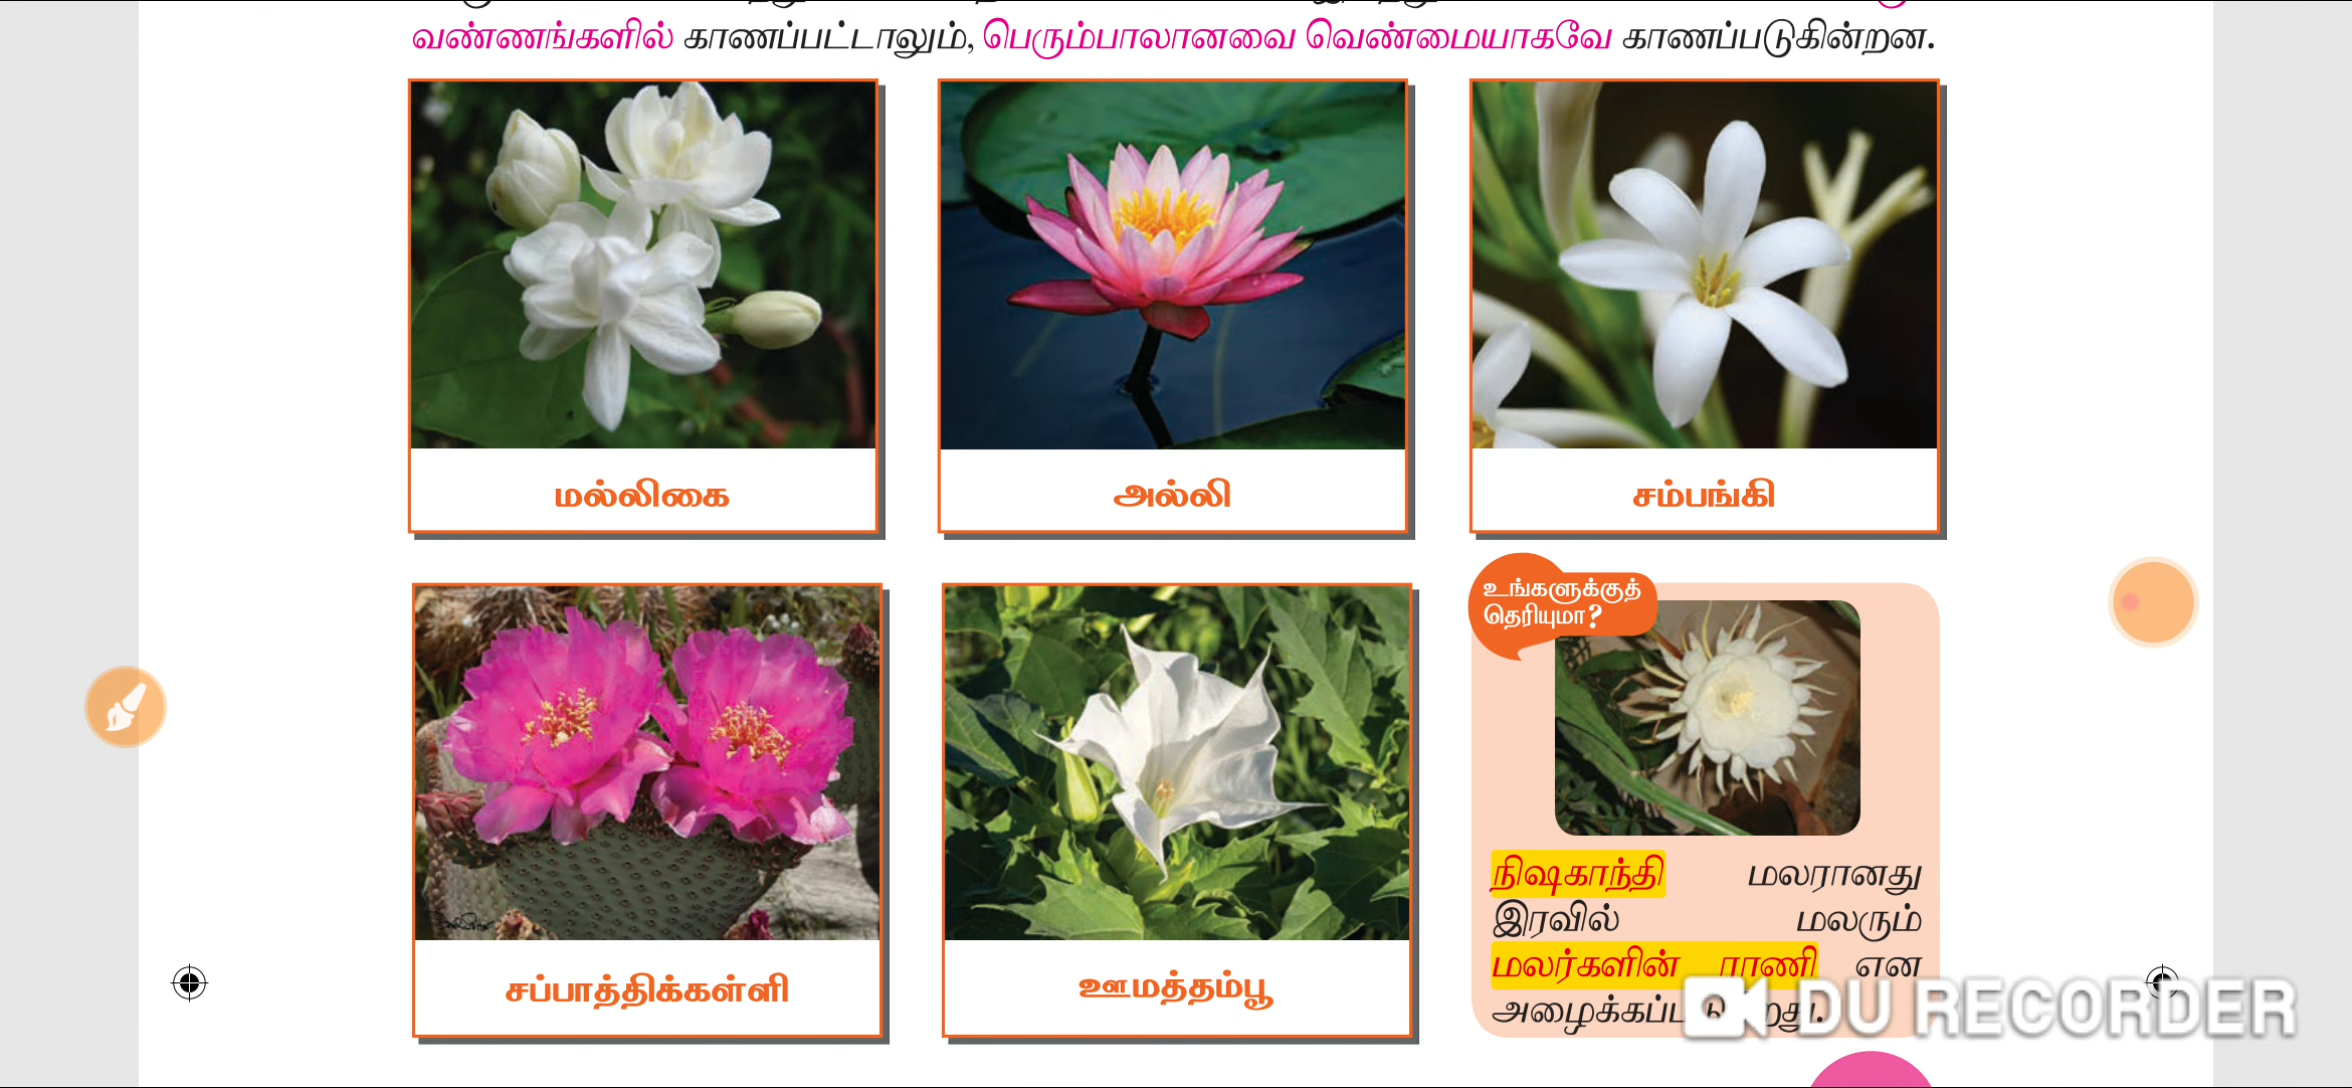 வண்ணங்களில் காணப்பட்டாலும், பெரும்பாலானவை வெண்மையாகவே காணப்படுகின்றன.
மல்லிகை
அல்லி
சம்பங்கி
சப்பாத்திக்கள்ளி
ஊமத்தம்பூ
உங்களுக்குத்
தெரியுமா?
நிஷகாந்தி மலரானது
இரவில் மலரும்
மலர்களின் ராணி என
DU RECORDER